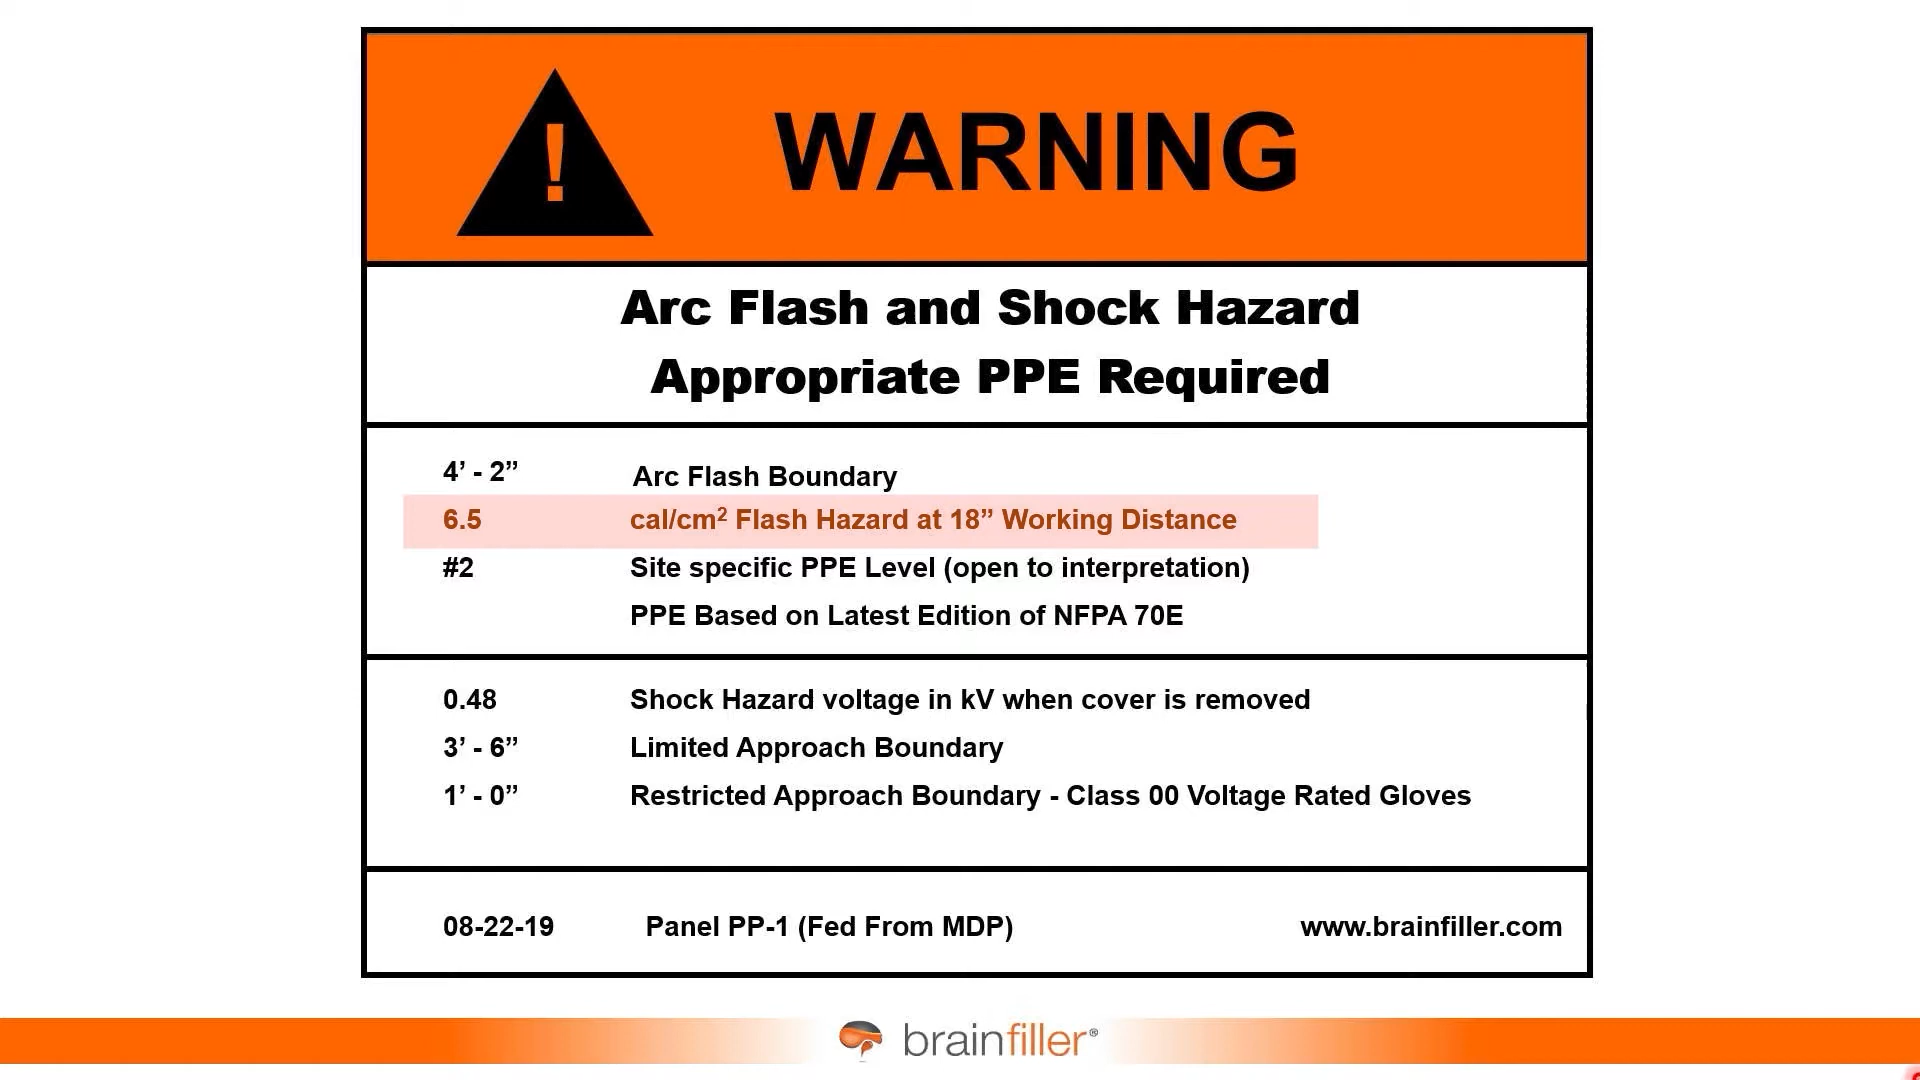 !
WARNING
Arc Flash and Shock Hazard
Appropriate PPE Required
4’ - 2” Arc Flash Boundary
6.5 cal/cm² Flash Hazard at 18” Working Distance
#2 Site specific PPE Level (open to interpretation)
PPE Based on Latest Edition of NFPA 70E
0.48 Shock Hazard voltage in kV when cover is removed
3’ - 6” Limited Approach Boundary
1’ - 0” Restricted Approach Boundary - Class 00 Voltage Rated Gloves
08-22-19 Panel PP-1 (Fed From MDP) www.brainfiller.com
brainfiller®